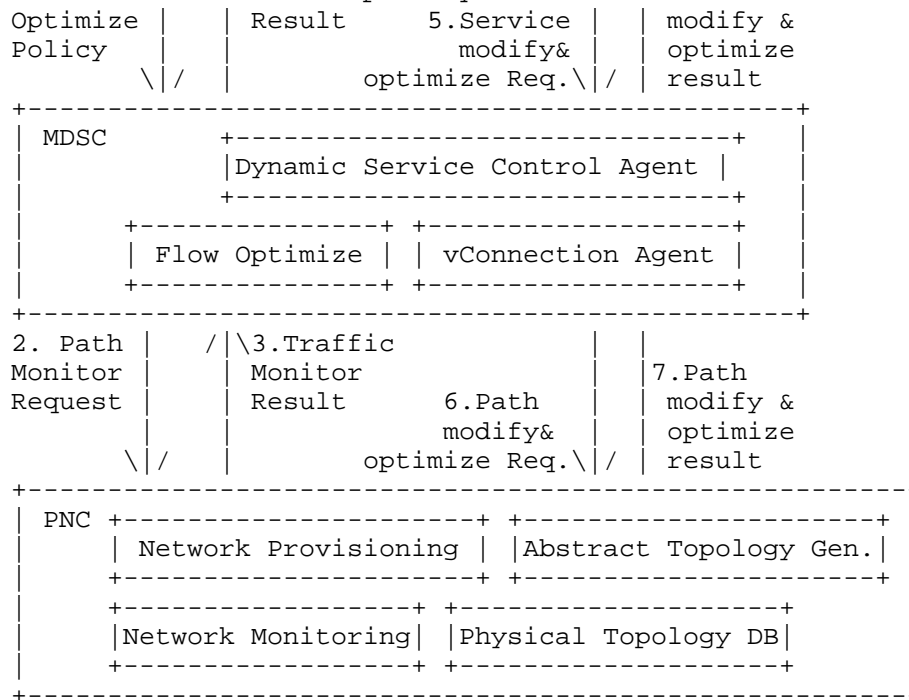 Optimize | | Result 5.Service | | modify &
Policy | | modify& | | optimize
\|/ | optimize Req.\|/ | result
+------------------------------------------------+
| MDSC +-------------------------------+ |
| |Dynamic Service Control Agent | |
| +-------------------------------+ |
| +---------------+ +-------------------+ |
| | Flow Optimize | | vConnection Agent | |
| +---------------+ +-------------------+ |
+------------------------------------------------+
2. Path | /|\3.Traffic | |
Monitor | | Monitor | |7.Path
Request | | Result 6.Path | | modify &
| | modify& | | optimize
\|/ | optimize Req.\|/ | result
+-------------------------------------------------------
| PNC +----------------------+ +----------------------+
| | Network Provisioning | |Abstract Topology Gen.|
| +----------------------+ +----------------------+
| +------------------+ +--------------------+
| |Network Monitoring| |Physical Topology DB|
| +------------------+ +--------------------+
+-------------------------------------------------------